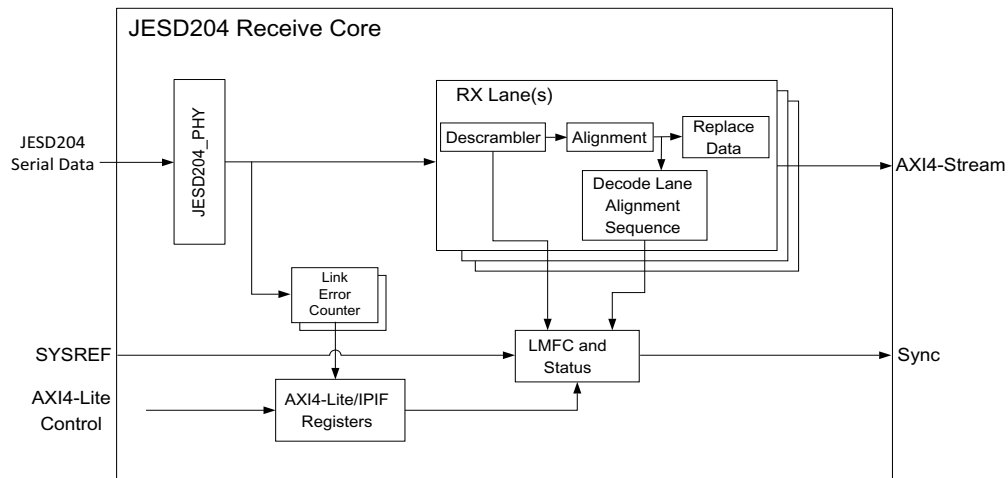 JESD204 Receive Core
JESD204
Serial Data
JESD204_PHY
RX Lane(s)
Descrambler
Alignment
Replace
Data
Decode Lane
Alignment
Sequence
AXI4-Stream
Link
Error
Counter
SYSREF
LMFC and
Status
Sync
AXI4-Lite
Control
AXI4-Lite/IPIF
Registers